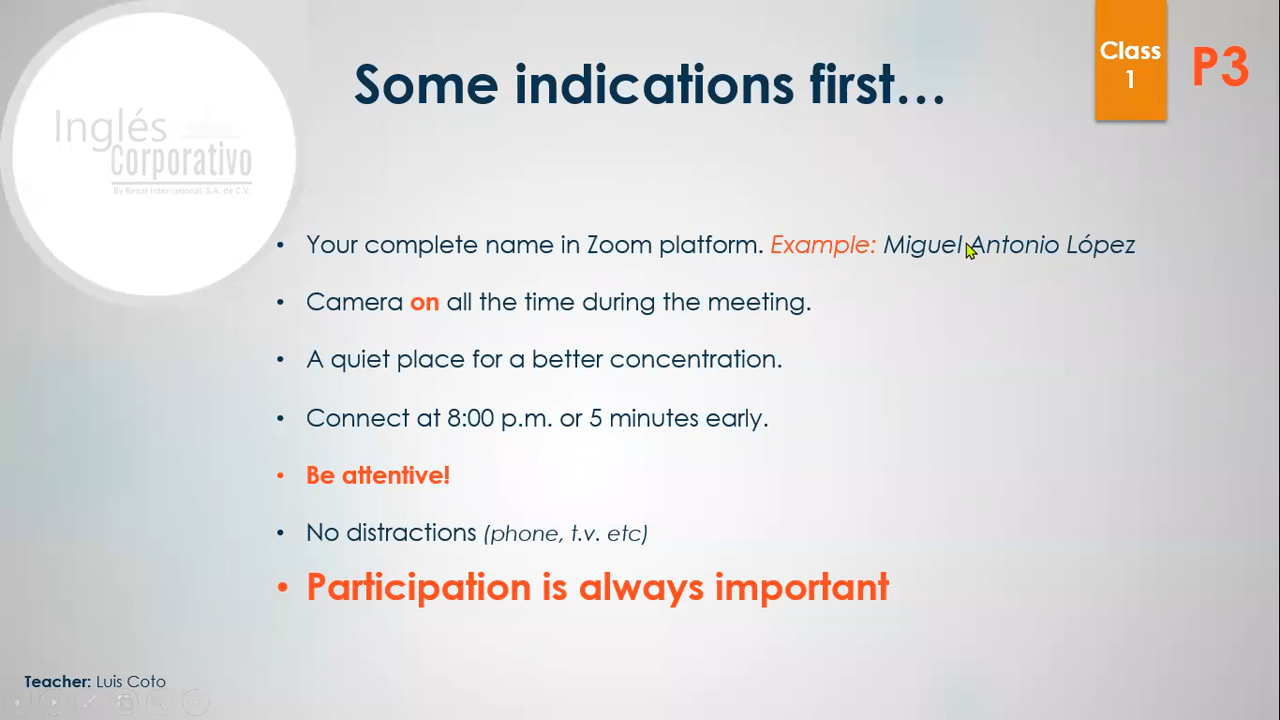 Some indications first…
Class
1
P3
Inglés
Corporativo
By Regal International, S.A. de C.V.
• Your complete name in Zoom platform. Example: Miguel Antonio López
• Camera on all the time during the meeting.
• A quiet place for a better concentration.
• Connect at 8:00 p.m. or 5 minutes early.
• Be attentive!
• No distractions (phone, t.v. etc)
• Participation is always important
Teacher: Luis Coto